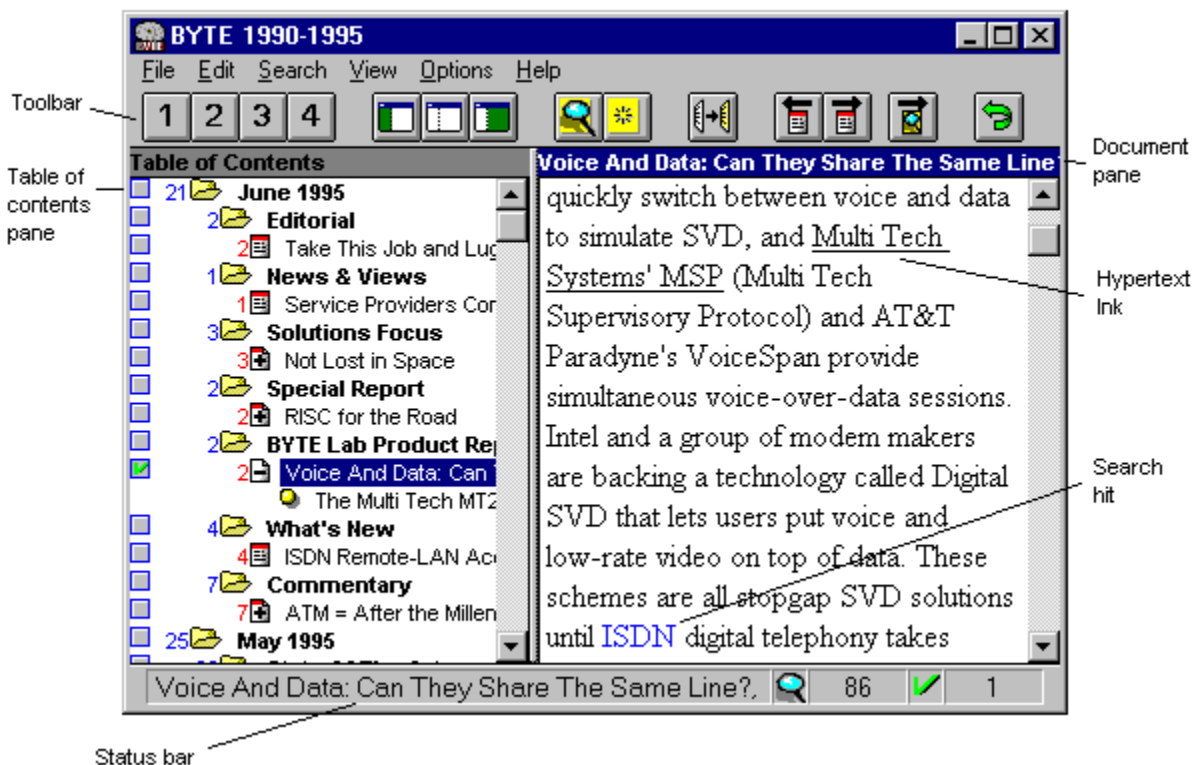 BYTE 1990-1995
File Edit Search View Options Help
Toolbar
1 2 3 4
Table of Contents
Voice And Data: Can They Share The Same Line
Document
pane
Table of
contents
pane
21 June 1995
2 Editorial
2 Take This Job and Lug
1 News & Views
1 Service Providers Cor
3 Solutions Focus
3 Not Lost in Space
2 Special Report
2 RISC for the Road
2 BYTE Lab Product Rep
2 Voice And Data: Can
The Multi Tech MT2
4 What's New
4 ISDN Remote-LAN Acc
7 Commentary
7 ATM = After the Millen
25 May 1995
quickly switch between voice and data
to simulate SVD, and Multi Tech
Systems' MSP (Multi Tech
Supervisory Protocol) and AT&T
Paradyne's VoiceSpan provide
simultaneous voice-over-data sessions.
Intel and a group of modem makers
are backing a technology called Digital
SVD that lets users put voice and
low-rate video on top of data. These
schemes are all stopgap SVD solutions
until ISDN digital telephony takes
Hypertext
lnk
Search
hit
Voice And Data: Can They Share The Same Line?, 86 1
Status bar